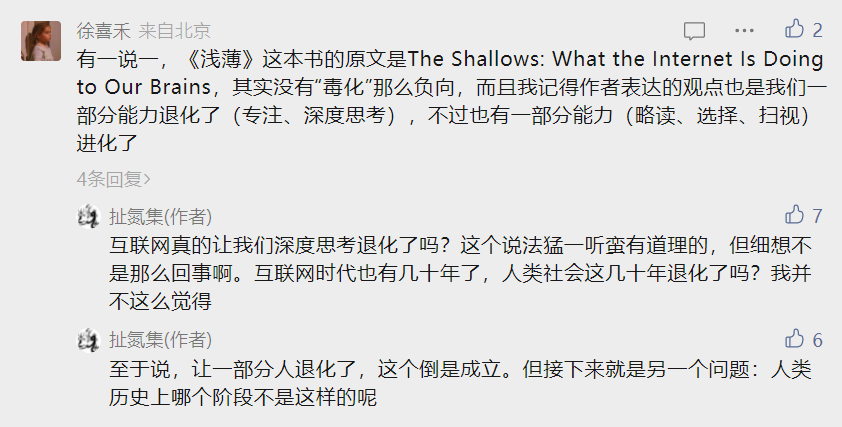 徐喜禾 来自北京
2
有一说一，《浅薄》这本书的原文是The Shallows: What the Internet Is Doing
to Our Brains，其实没有“毒化”那么负向，而且我记得作者表达的观点也是我们一
部分能力退化了（专注、深度思考），不过也有一部分能力（略读、选择、扫视）
进化了
4条回复>
扯氮集(作者)
7
互联网真的让我们深度思考退化了吗？这个说法猛一听蛮有道理的，但细想不
是那么回事啊。互联网时代也有几十年了，人类社会这几十年退化了吗？我并
不这么觉得
扯氮集(作者)
6
至于说，让一部分人退化了，这个倒是成立。但接下来就是另一个问题：人类
历史上哪个阶段不是这样的呢